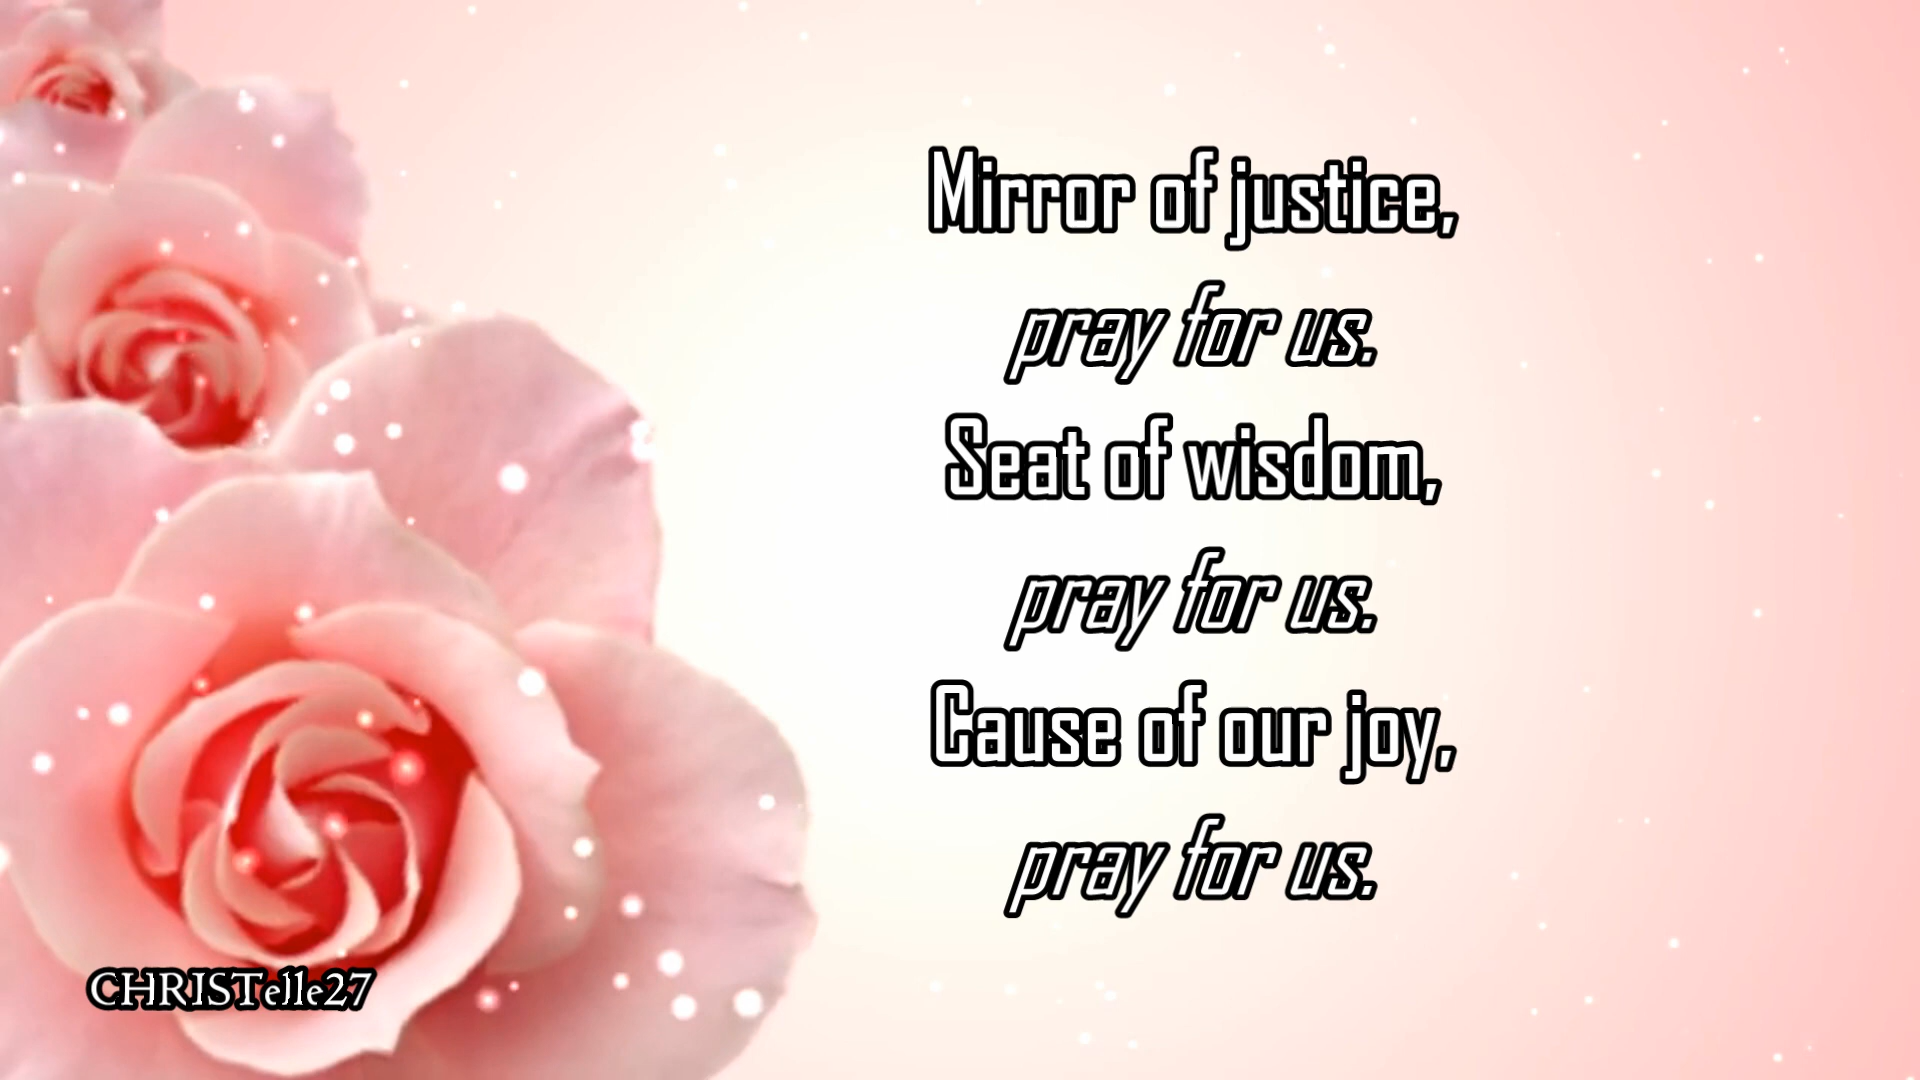 Mirror of justice,
pray for us.
Seat of wisdom,
pray for us.
Cause of our joy,
pray for us.
CHRISTelle27